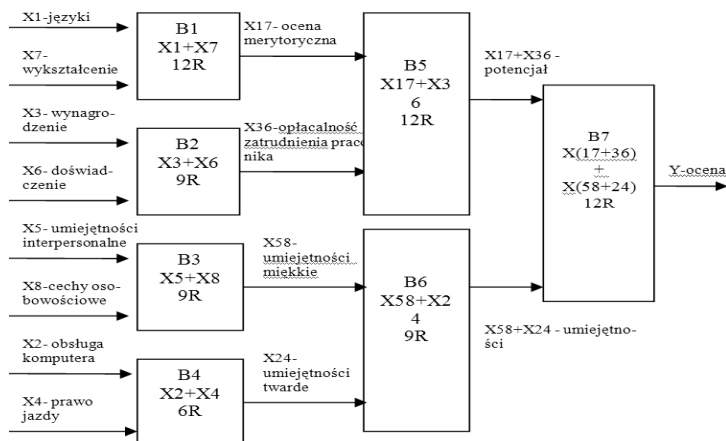 X1-języki
X7-
wykształcenie
X3- wynagro-
dzenie
X6- doświad-
czenie
X5- umiejętności
interpersonalne
X8-cechy oso-
bowościowe
X2- obsługa
komputera
X4- prawo
jazdy
B1
X1+X7
12R
B2
X3+X6
9R
B3
X5+X8
9R
B4
X2+X4
6R
X17- ocena
merytoryczna
X36-opłacalność
zatrudnienia praco
nika
X58-
umiejętności
miękkie
X24-
umiejętności
twarde
B5
X17+X3
6
12R
B6
X58+X2
4
9R
X17+X36 -
potencjał
X58+X24 - umiejętno-
ści
B7
X(17+36)
+
X(58+24)
12R
Y-ocena